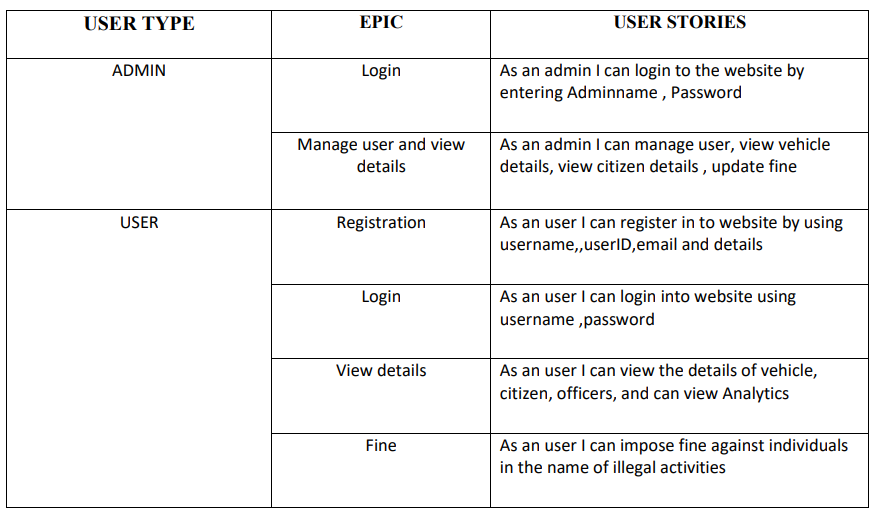 USER TYPE EPIC USER STORIES
ADMIN Login As an admin I can login to the website by
entering Adminname , Password
Manage user and view As an admin I can manage user, view vehicle
details details, view citizen details , update fine
USER Registration As an user I can register in to website by using
username,,userID,email and details
Login As an user I can login into website using
username ,password
View details As an user I can view the details of vehicle,
citizen, officers, and can view Analytics
Fine As an user I can impose fine against individuals
in the name of illegal activities